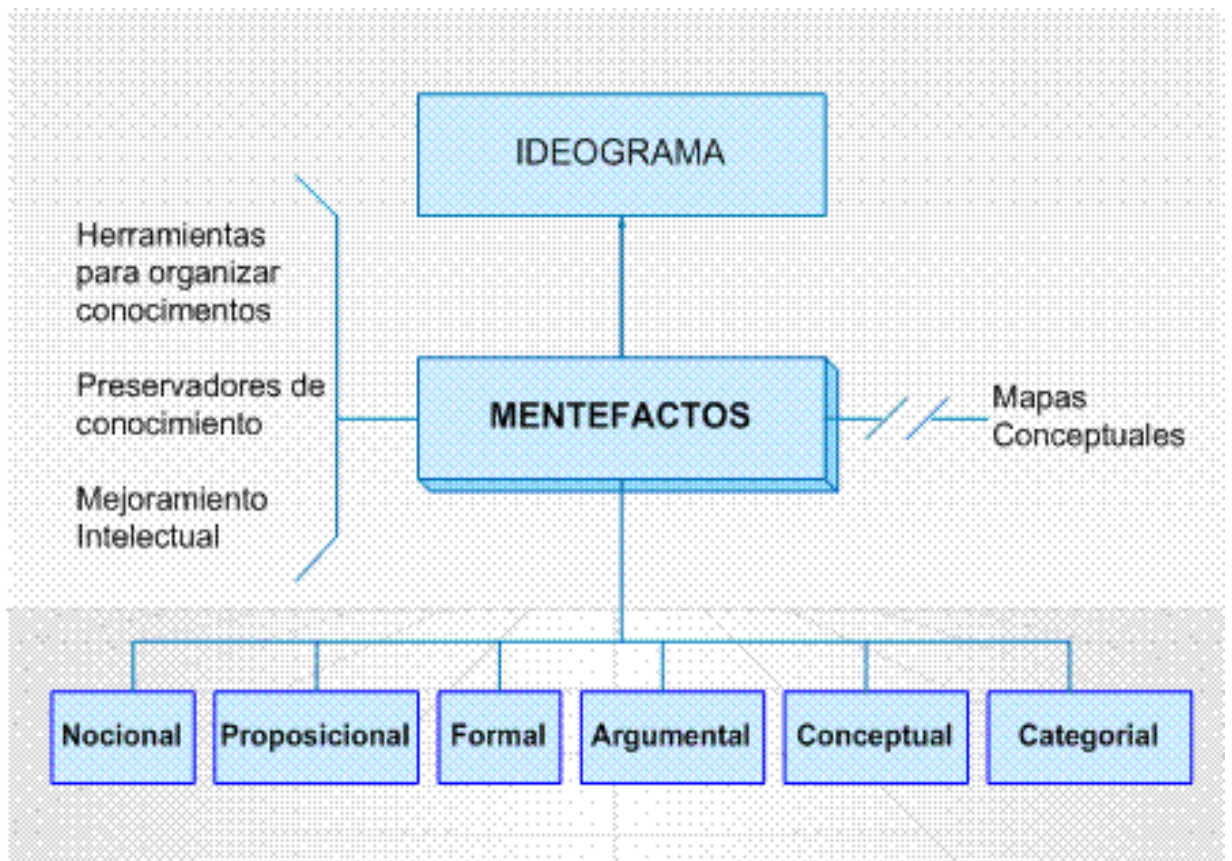 IDEOGRAMA
Herramientas
para organizar
conocimentos
Preservadores de
conocimiento
Mejoramiento
Intelectual
MENTEFACTOS
Mapas
Conceptuales
Nocional
Proposicional
Formal
Argumental
Conceptual
Categorial